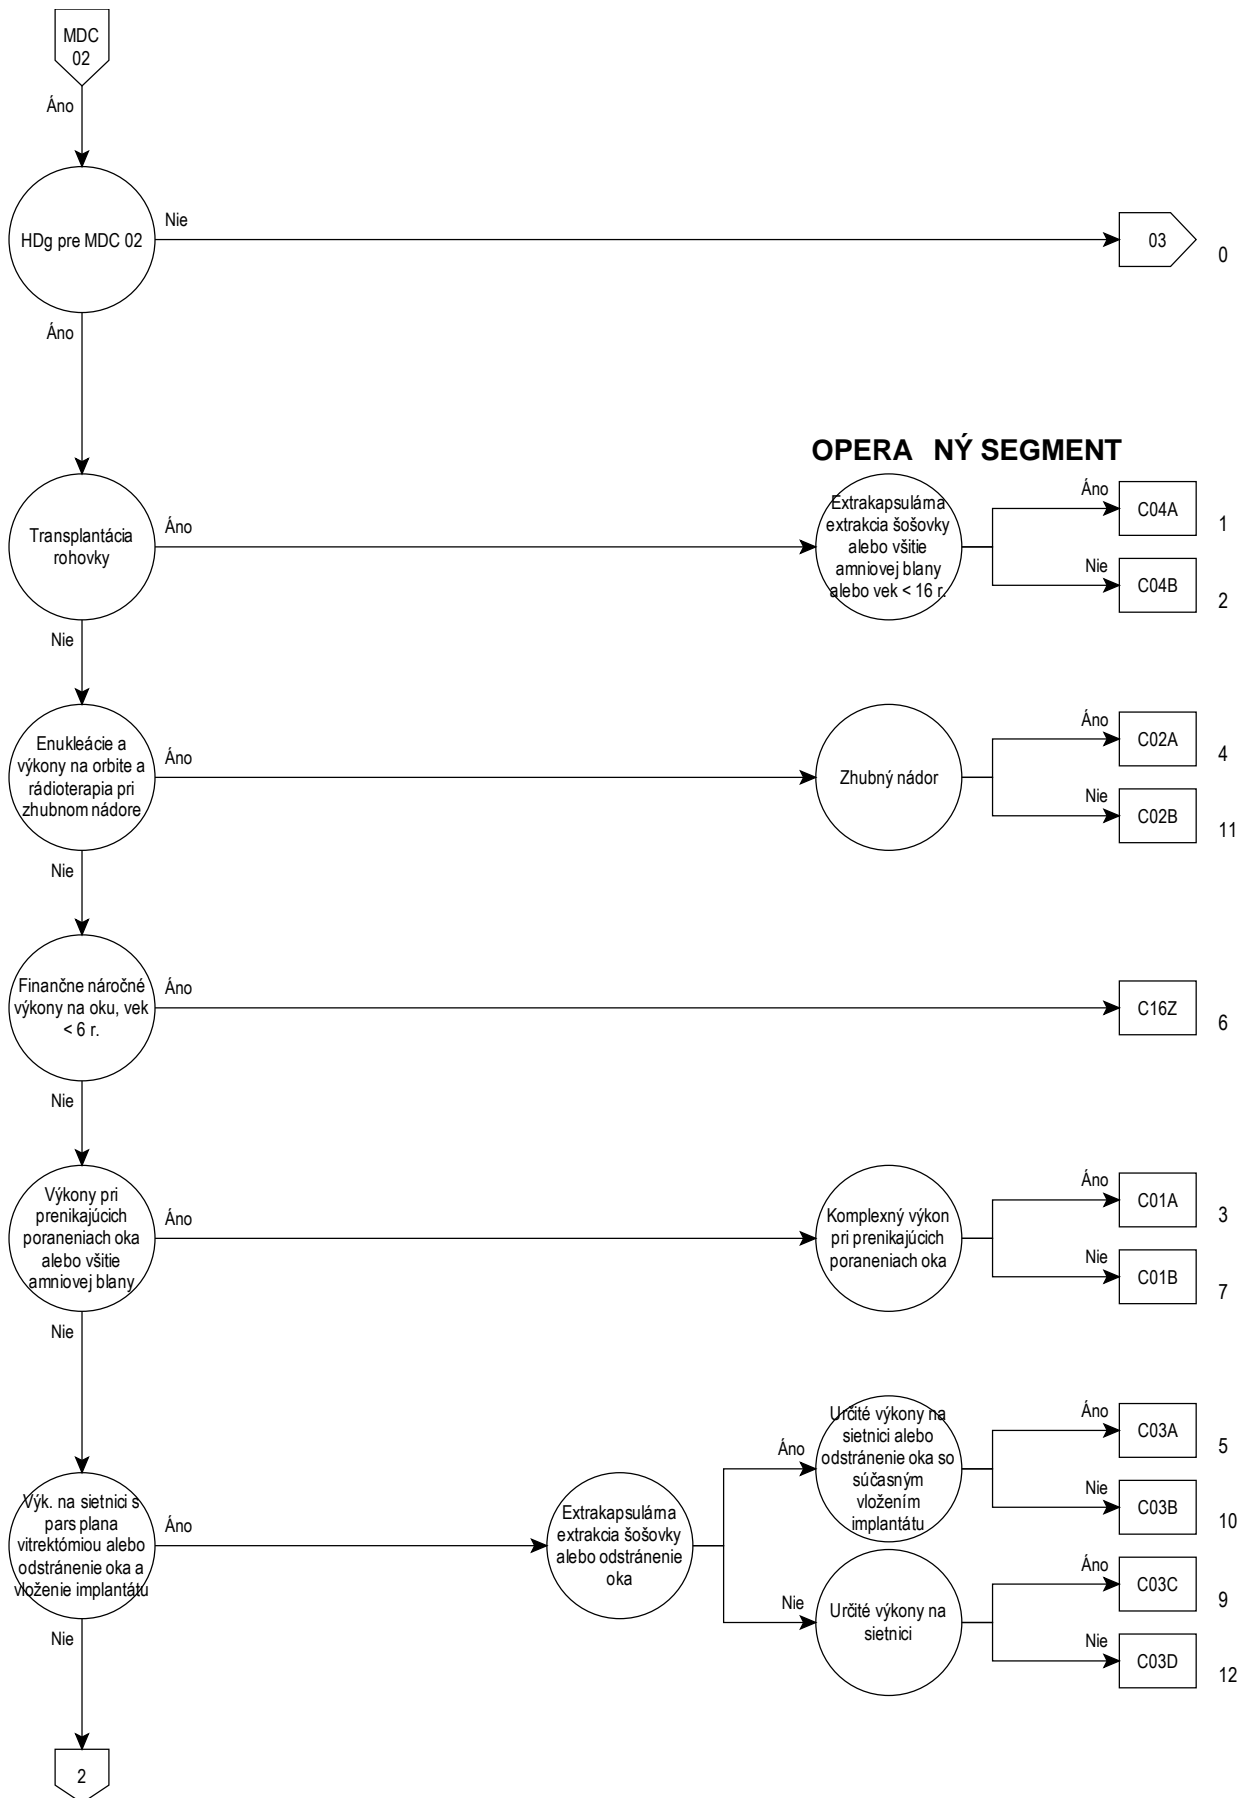 MDC
02
Áno
HDg pre MDC 02
Nie
03
0
Áno
OPERA NÝ SEGMENT
Transplantácia
rohovky
Áno
Extrakapsulárna
extrakcia šošovky
alebo všitie
amniovej blany
alebo vek < 16 r.
Áno
C04A
1
Nie
C04B
2
Nie
Enukleácie a
výkony na orbite a
rádioterapia pri
zhubnom nádore
Áno
Zhubný nádor
Áno
C02A
4
Nie
C02B
11
Nie
Finančne náročné
výkony na oku, vek
< 6 r.
Áno
C16Z
6
Nie
Výkony pri
prenikajúcich
poraneniach oka
alebo všitie
amniovej blany
Áno
Komplexný výkon
pri prenikajúcich
poraneniach oka
Áno
C01A
3
Nie
C01B
7
Nie
Výk. na sietnici s
pars plana
vitrektómiou alebo
odstránenie oka a
vloženie implantátu
Áno
Extrakapsulárna
extrakcia šošovky
alebo odstránenie
oka
Áno
Určité výkony na
sietnici alebo
odstránenie oka so
súčasným
vložením
implantátu
Áno
C03A
5
Nie
C03B
10
Nie
Určité výkony na
sietnici
Áno
C03C
9
Nie
C03D
12
Nie
2